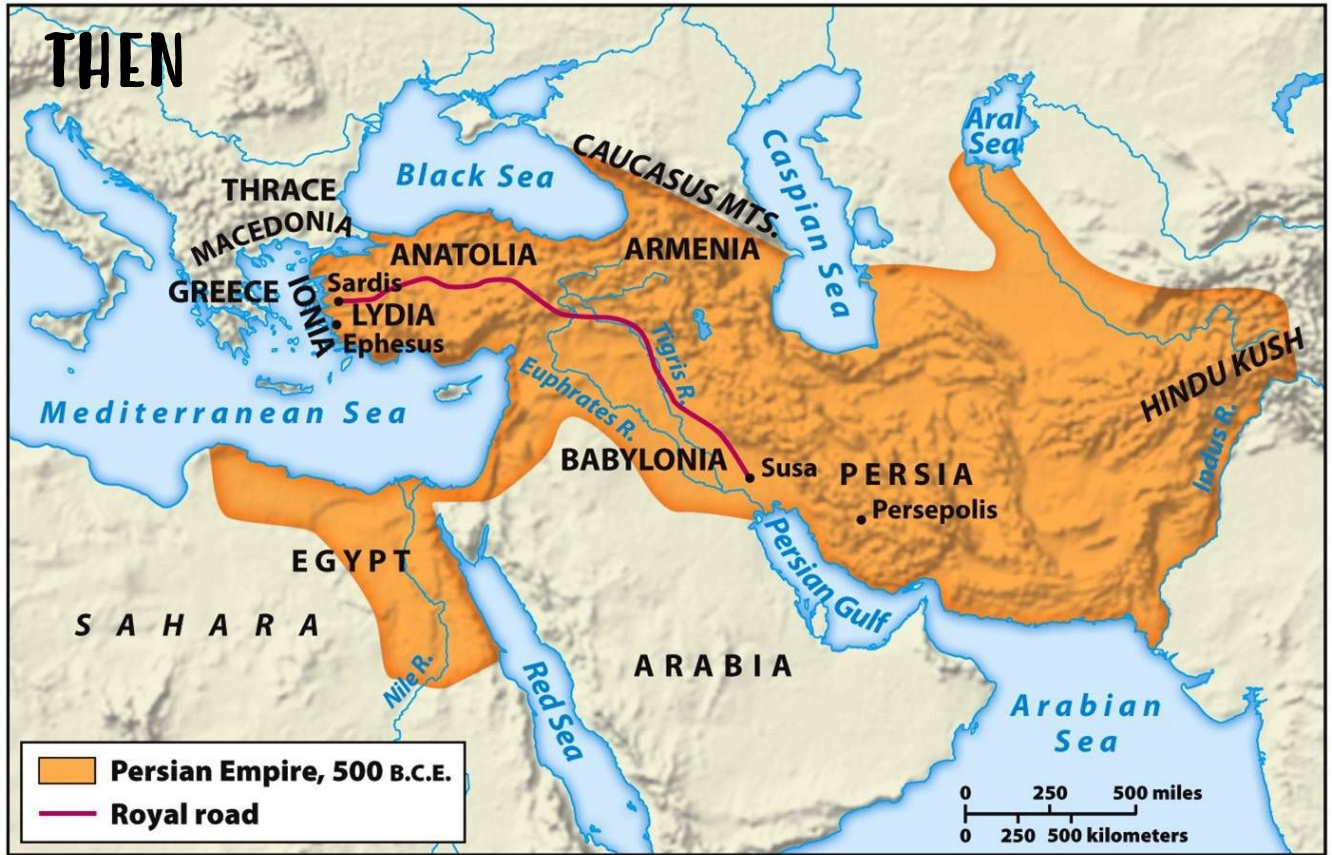 THEN
Aral
Sea
Black Sea
CAUCASUS MTS.
Caspian Sea
THRACE
MEDONIA
ANATOLIA
ARMENIA
GREECE
IONIA
Sardis
LYDIA
Ephesus
Tigris R.
Euphrates R.
HINDU KUSH
Mediterranean Sea
Indus R.
BABYLONIA
Susa
PERSIA
Persepolis
EGYPT
Persian Gulf
SAHARA
Nile R.
Red Sea
ARABIA
Arabian
Sea
Persian Empire, 500 B.C.E.
Royal road
0 250 500 miles
0 250 500 kilometers